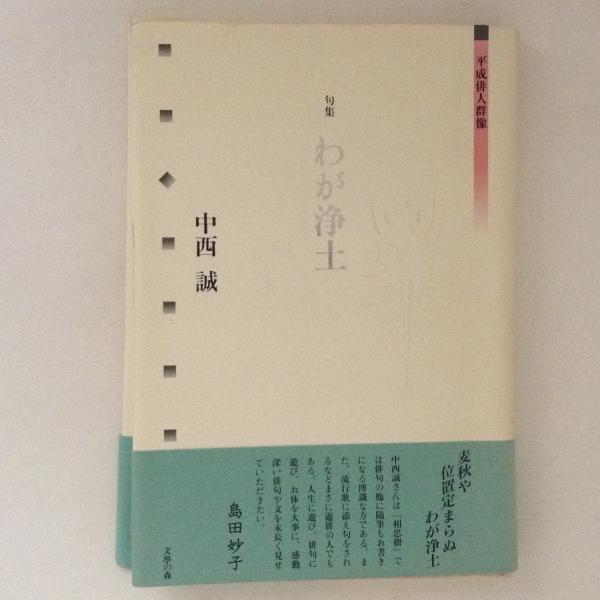 平成俳人群像
句集
わが浄土
中西 誠
麦秋や
位置定まらぬ
わが浄土
中西誠さんは「相思樹」で
は俳句の他に随筆もお書き
になる博識な方である。ま
た、流行歌に添え句をされ
るなどまさに遊俳の人でも
ある。人生に遊び、俳句に
遊び、お体を大事に、感動
深い俳句や文を末長く見せ
ていただきたい。
島田妙子
文學の森